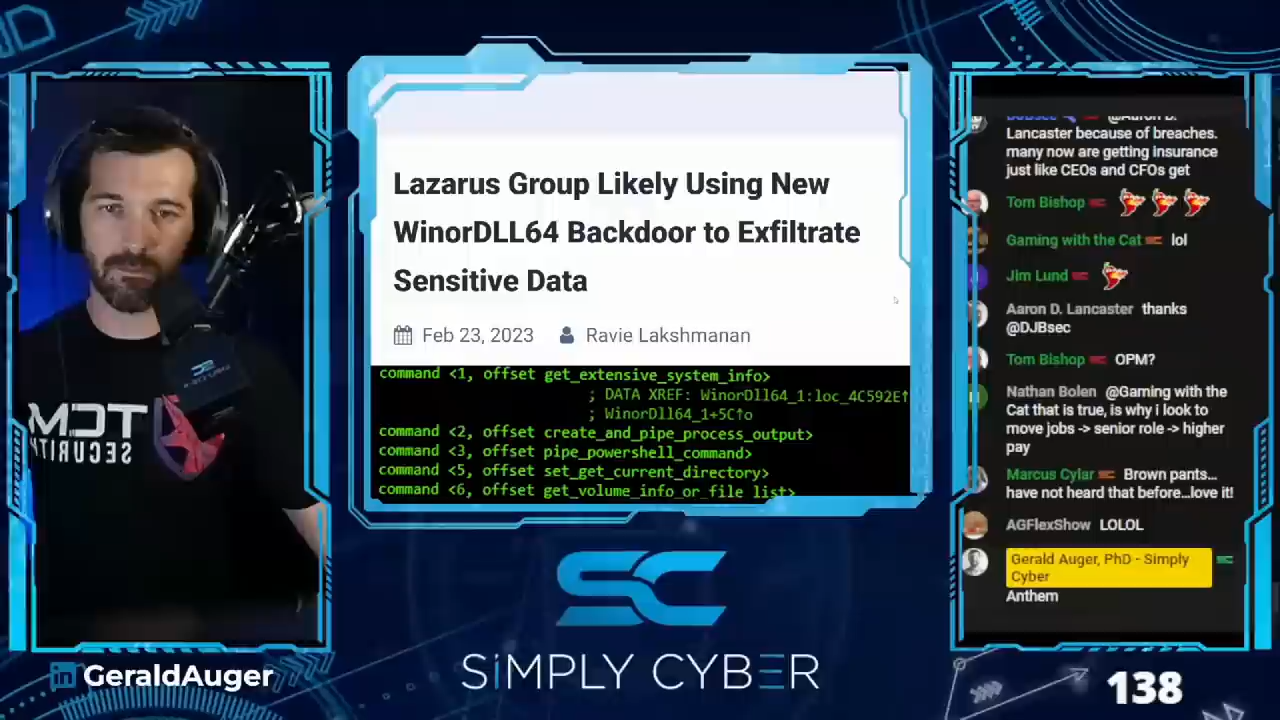 Lazarus Group Likely Using New
WinorDLL64 Backdoor to Exfiltrate
Sensitive Data
Feb 23, 2023 Ravie Lakshmanan
command <1, offset get_extensive_system_info>
; DATA XREF: WinorDll64_1:loc_4C592E↑
; WinorDll64_1+5C↑o
command <2, offset create_and_pipe_process_output>
command <3, offset pipe_powershell_command>
command <5, offset set_get_current_directory>
command <6, offset get_volume_info_or_file_list>
MCT
SECURITY
SC
SiMPLY CYBER
in GeraldAuger
DJBsec @Aaron D.
Lancaster because of breaches.
many now are getting insurance
just like CEOs and CFOs get
Tom Bishop
Gaming with the Cat lol
Jim Lund
Aaron D. Lancaster thanks
@DJBsec
Tom Bishop OPM?
Nathan Bolen @Gaming with the
Cat that is true, is why i look to
move jobs -> senior role -> higher
pay
Marcus Cylar Brown pants...
have not heard that before...love it!
AGFlexShow LOLOL
Gerald Auger, PhD - Simply
Cyber
Anthem
138